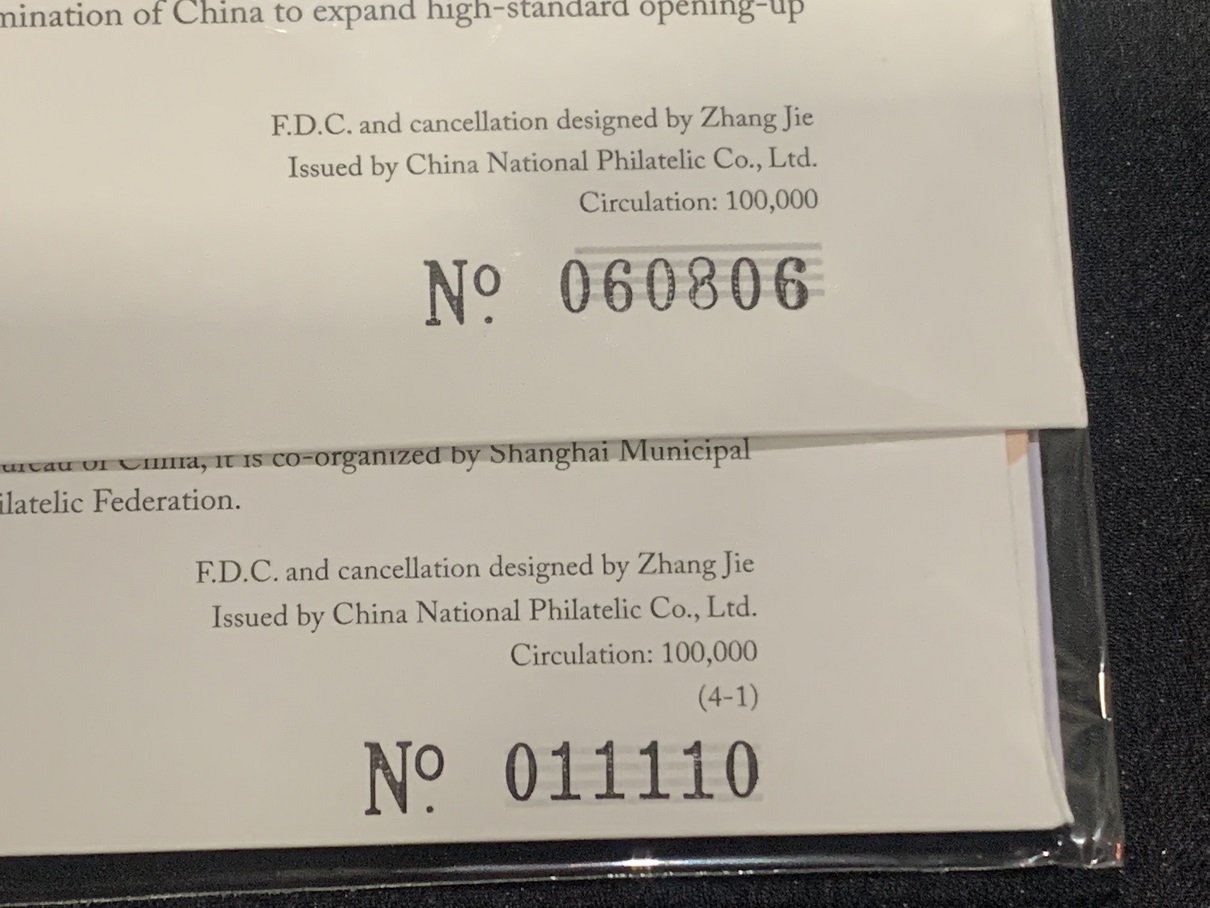 mination of China to expand high-standard opening-up
F.D.C. and cancellation designed by Zhang Jie
Issued by China National Philatelic Co., Ltd.
Circulation: 100,000
Nº 060806
of China, it is co-organized by Shanghai Municipal
ilatelic Federation.
F.D.C. and cancellation designed by Zhang Jie
Issued by China National Philatelic Co., Ltd.
Circulation: 100,000
(4-1)
Nº 011110